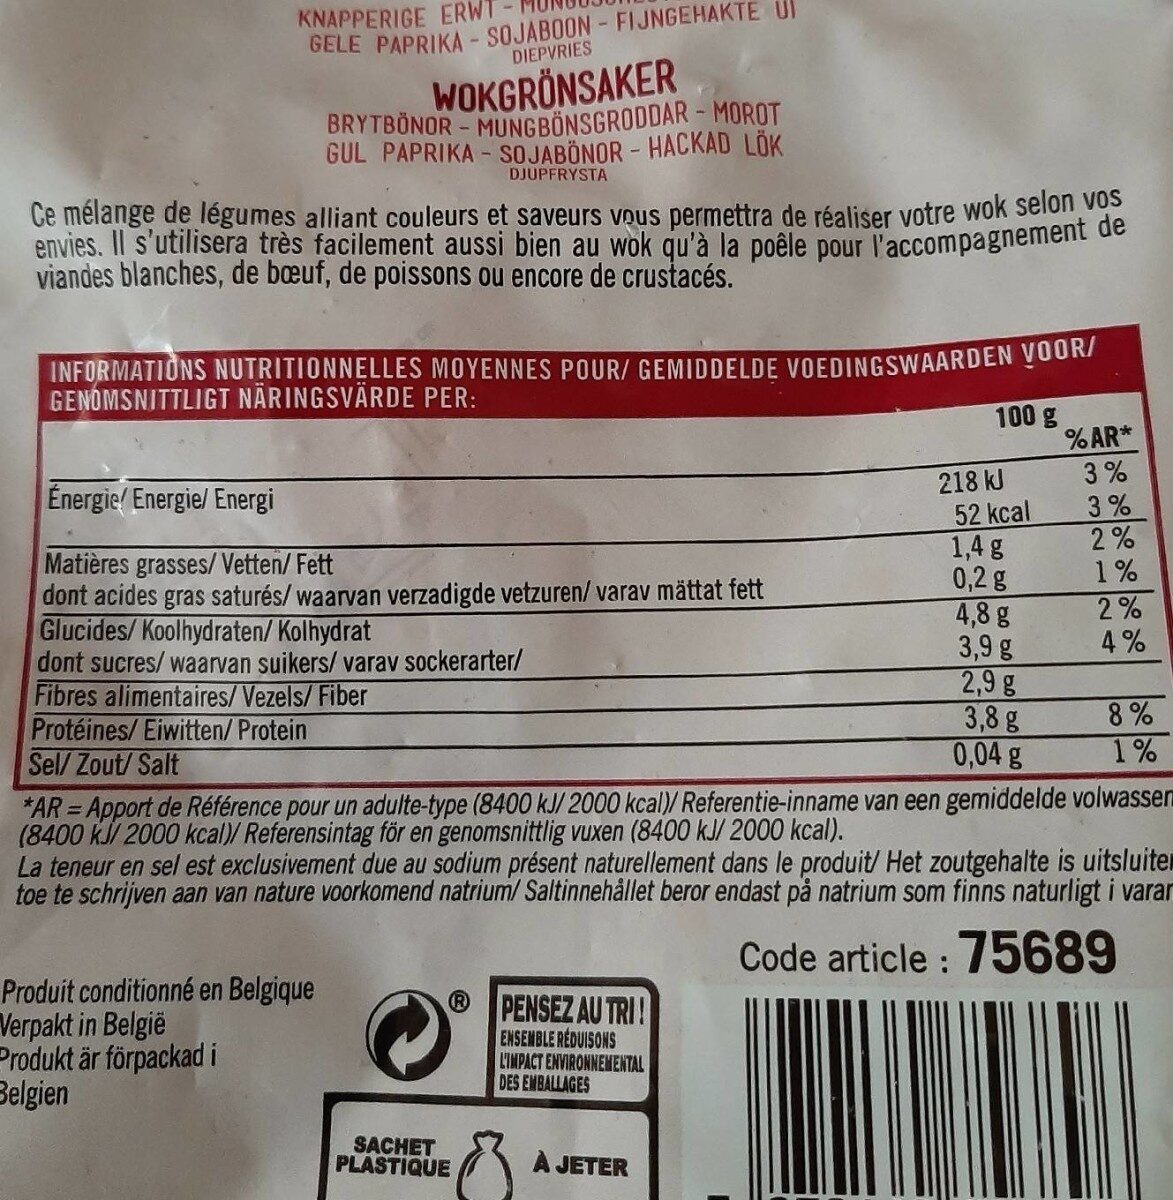 KNAPPERIGE ERWT -
GELE PAPRIKA - SOJABOON - FIJNGEHAKTE UI
DIEPVRIES
WOKGRÖNSAKER
BRYTBÖNOR - MUNGBÖNSGRODDAR - MOROT
GUL PAPRIKA - SOJABÖNOR - HACKAD LÖK
DJUPFRYSTA
Ce mélange de légumes alliant couleurs et saveurs vous permettra de réaliser votre wok selon vos
envies. Il s'utilisera très facilement aussi bien au wok qu'à la poêle pour l'accompagnement de
viandes blanches, de bœuf, de poissons ou encore de crustacés.
INFORMATIONS NUTRITIONNELLES MOYENNES POUR/ GEMIDDELDE VOEDINGSWAARDEN VOOR/
GENOMSNITTLIGT NÄRINGSVÄRDE PER:
100 g %AR*
Énergie/ Energie/ Energi 218 kJ 3 %
52 kcal 3 %
Matières grasses/ Vetten/ Fett 1,4 g 2 %
dont acides gras saturés/ waarvan verzadigde vetzuren/ varav mättat fett 0,2 g 1 %
Glucides/ Koolhydraten/ Kolhydrat 4,8 g 2 %
dont sucres/ waarvan suikers/ varav sockerarter/ 3,9 g 4 %
Fibres alimentaires/ Vezels/ Fiber 2,9 g
Protéines/ Eiwitten/ Protein 3,8 g 8 %
Sel/ Zout/ Salt 0,04 g 1 %
*AR = Apport de Référence pour un adulte-type (8400 kJ/ 2000 kcal)/ Referentie-inname van een gemiddelde volwassen
(8400 kJ/ 2000 kcal)/ Referensintag för en genomsnittlig vuxen (8400 kJ/ 2000 kcal).
La teneur en sel est exclusivement due au sodium présent naturellement dans le produit/ Het zoutgehalte is uitsluite
toe te schrijven aan van nature voorkomend natrium/ Saltinnehållet beror endast på natrium som finns naturligt i varan
Code article : 75689
Produit conditionné en Belgique
Verpakt in België
Produkt är förpackad i
Belgien
®
PENSEZ AU TRI !
ENSEMBLE RÉDUISONS
L'IMPACT ENVIRONNEMENTAL
DES EMBALLAGES
SACHET
PLASTIQUE
À JETER